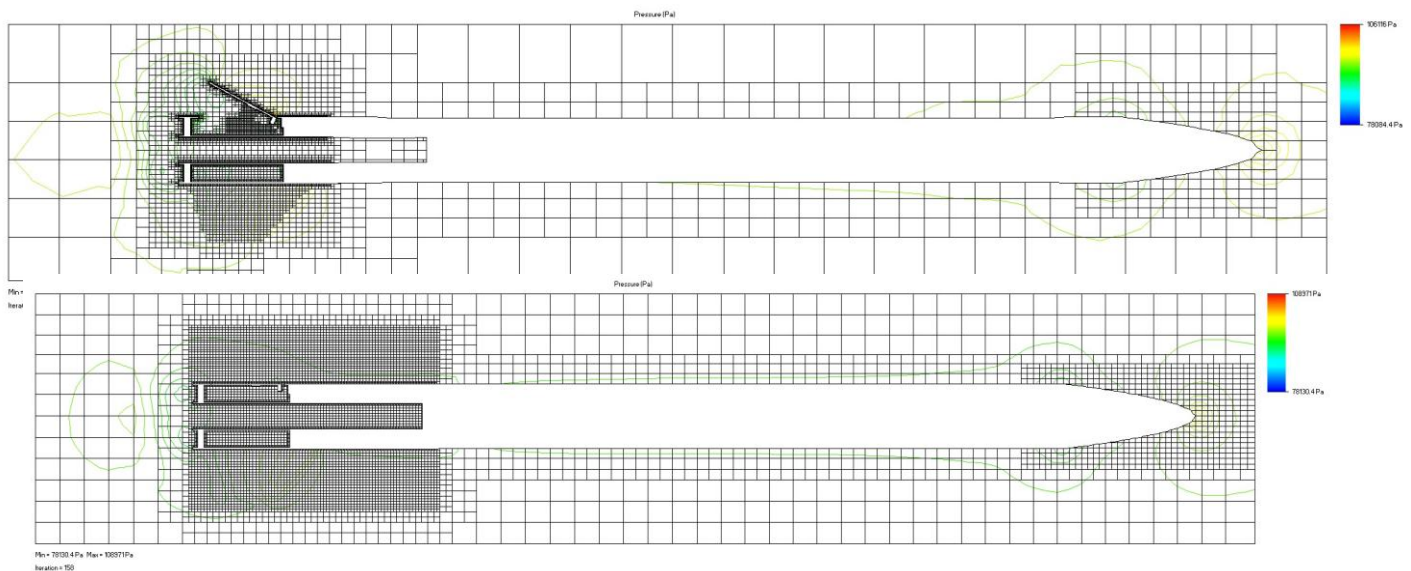 Pressure (Pa)
106116 Pa
78084.4 Pa
Min =
Iterat
Pressure (Pa)
108971 Pa
78130.4 Pa
Min = 78130.4 Pa Max = 108971 Pa
Iteration = 158